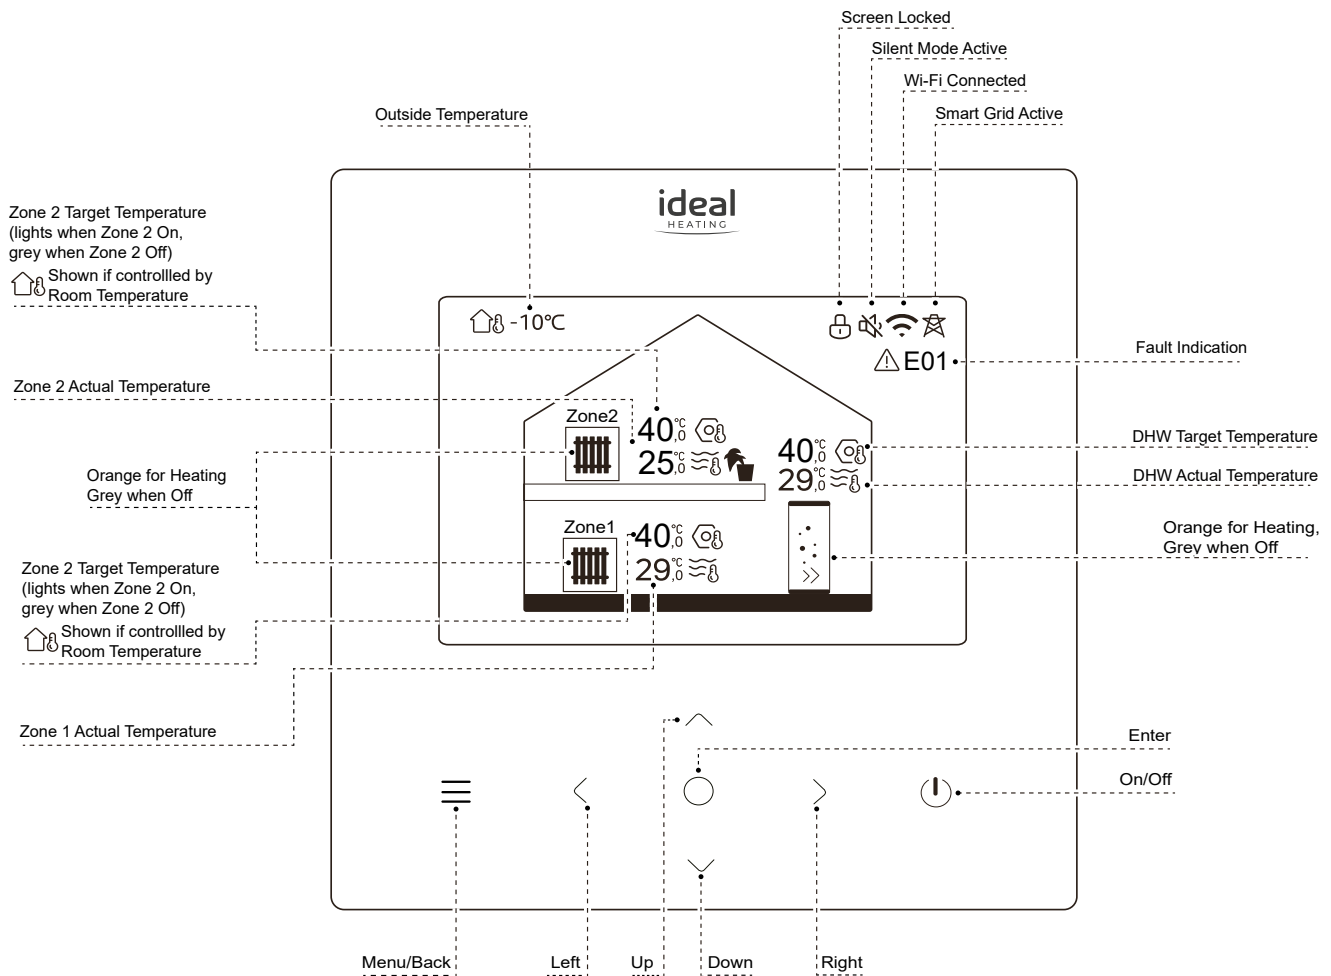 Screen Locked
Silent Mode Active
Wi-Fi Connected
Smart Grid Active
Outside Temperature
ideal
HEATING
Zone 2 Target Temperature
(lights when Zone 2 On,
grey when Zone 2 Off)
Shown if controllled by
Room Temperature
-10°C
E01
Fault Indication
Zone 2 Actual Temperature
Zone2
40°C,0
25°C,0
40°C,0
29°C,0
DHW Target Temperature
DHW Actual Temperature
Orange for Heating
Grey when Off
Zone1
40°C,0
29°C,0
Orange for Heating,
Grey when Off
Zone 2 Target Temperature
(lights when Zone 2 On,
grey when Zone 2 Off)
Shown if controllled by
Room Temperature
Zone 1 Actual Temperature
Enter
On/Off
Menu/Back
Left
Up
Down
Right